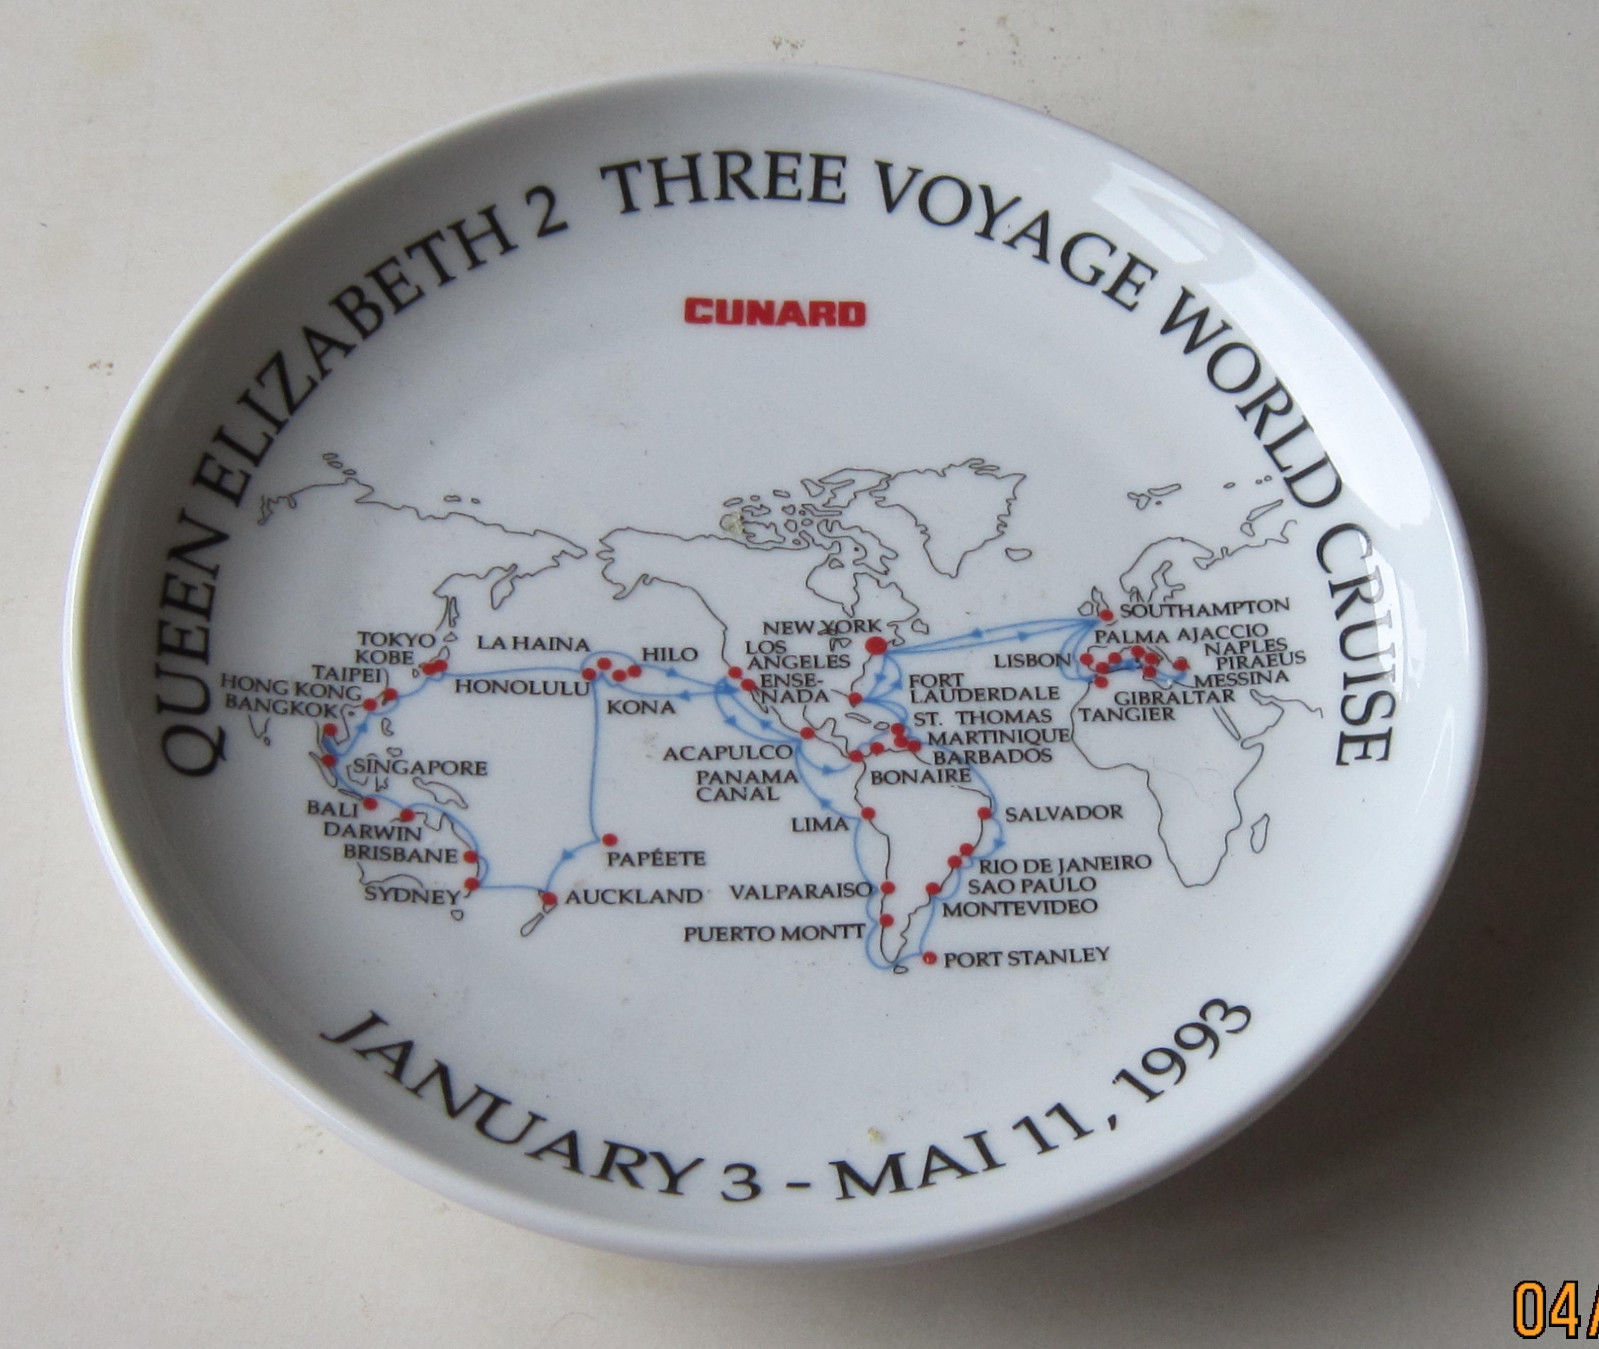 QUEEN ELIZABETH 2 THREE VOYAGE WORLD CRUISE
CUNARD
SOUTHAMPTON
NEW YORK
PALMA AJACCIO
NAPLES
LISBON
PIRAEUS
MESSINA
GIBRALTAR
TANGIER
TOKYO
KOBE
TAIPEI
HONG KONG
BANGKOK
LA HAINA
HILO
HONOLULU
KONA
LOS
ANGELES
ENSE-
NADA
FORT
LAUDERDALE
ST. THOMAS
MARTINIQUE
BARBADOS
ACAPULCO
PANAMA
CANAL
BONAIRE
SINGAPORE
BALI
DARWIN
BRISBANE
SYDNEY
PAPÉETE
AUCKLAND
LIMA
SALVADOR
RIO DE JANEIRO
SAO PAULO
MONTEVIDEO
VALPARAISO
PUERTO MONTT
PORT STANLEY
JANUARY 3 - MAI 11, 1993
04/